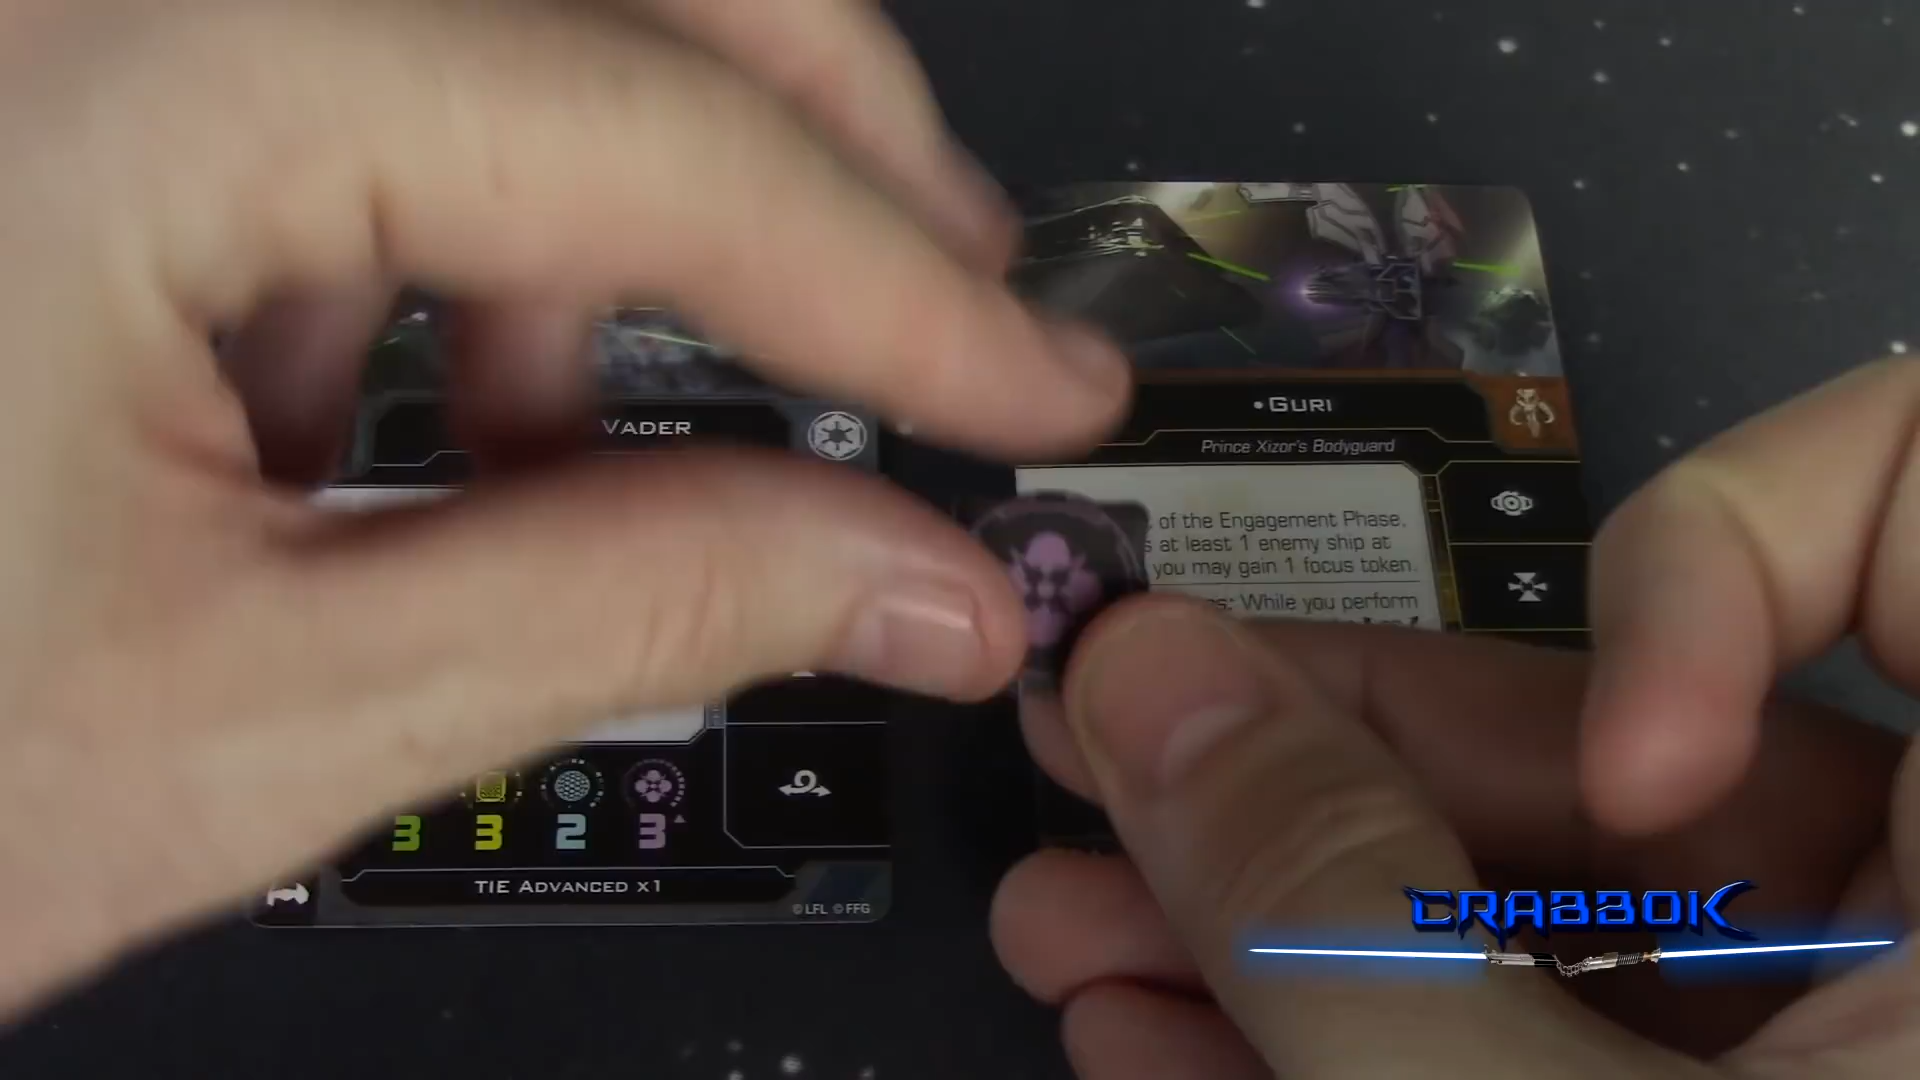 VADER
3 3 2 3
TIE ADVANCED X1
© LFL © FFG
• GURI
Prince Xizor's Bodyguard
of the Engagement Phase,
at least 1 enemy ship at
you may gain 1 focus token.
While you perform
CRABBOK